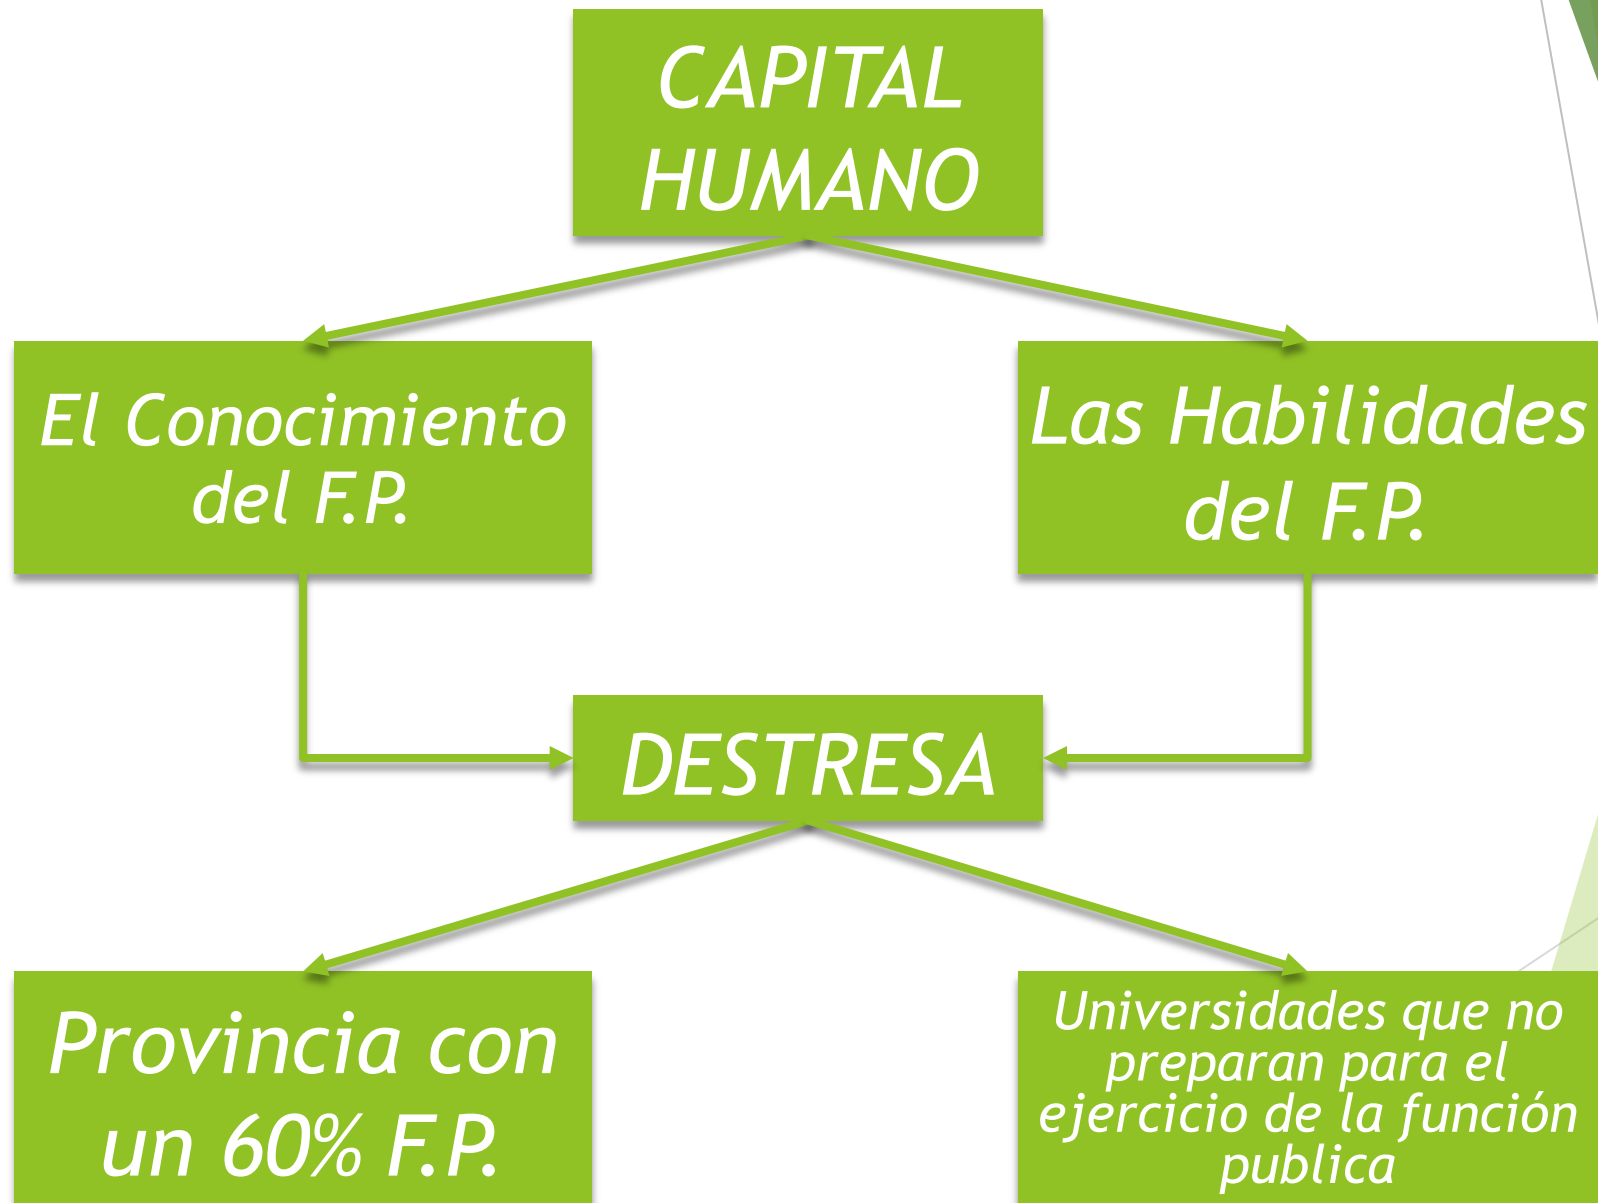 CAPITAL
HUMANO
El Conocimiento
del F.P.
Las Habilidades
del F.P.
DESTRESA
Provincia con
un 60% F.P.
Universidades que no
preparan para el
ejercicio de la función
publica